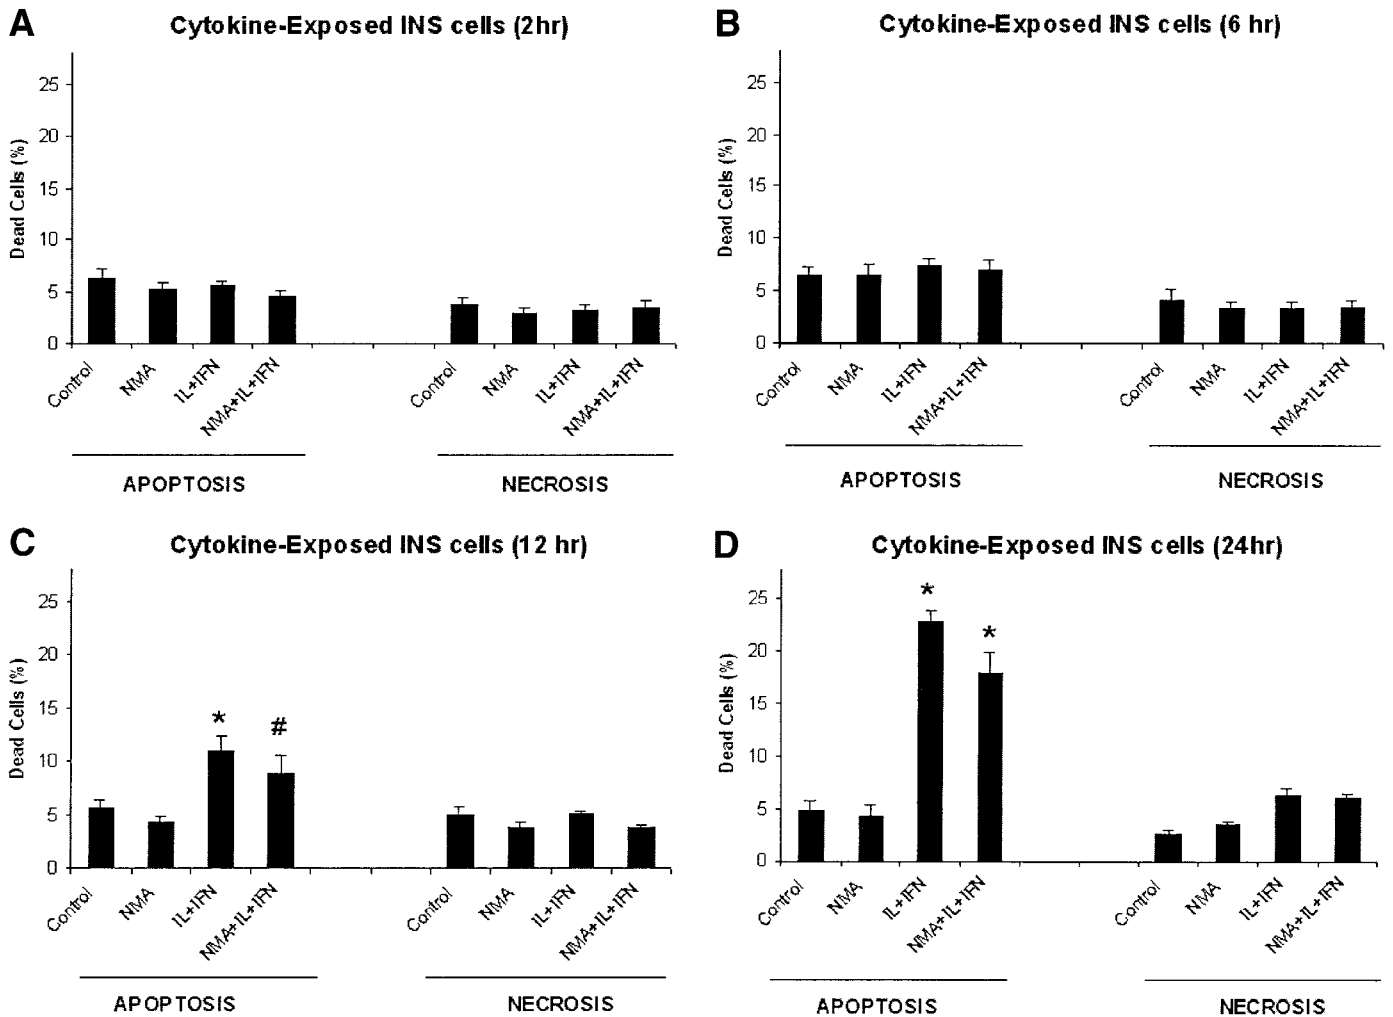 A
Cytokine-Exposed INS cells (2hr)
Dead Cells (%)
25
20
15
10
5
0
Control
NMA
IL+IFN
NMA+IL+IFN
Control
NMA
IL+IFN
NMA+IL+IFN
APOPTOSIS
NECROSIS
B
Cytokine-Exposed INS cells (6 hr)
Dead Cells (%)
25
20
15
10
5
0
Control
NMA
IL+IFN
NMA+IL+IFN
Control
NMA
IL+IFN
NMA+IL+IFN
APOPTOSIS
NECROSIS
C
Cytokine-Exposed INS cells (12 hr)
Dead Cells (%)
25
20
15
10
5
0
*
#
Control
NMA
IL+IFN
NMA+IL+IFN
Control
NMA
IL+IFN
NMA+IL+IFN
APOPTOSIS
NECROSIS
D
Cytokine-Exposed INS cells (24hr)
Dead Cells (%)
25
20
15
10
5
0
*
*
Control
NMA
IL+IFN
NMA+IL+IFN
Control
NMA
IL+IFN
NMA+IL+IFN
APOPTOSIS
NECROSIS